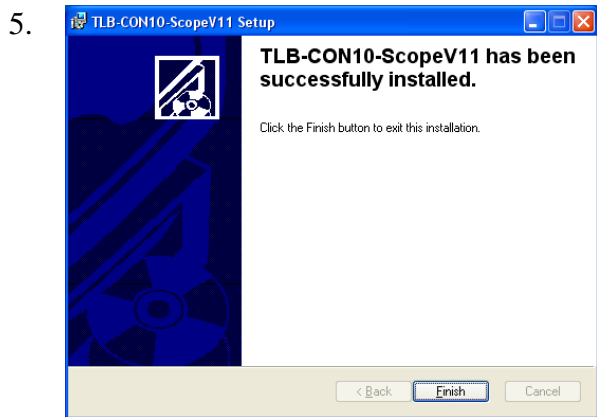 5.
TLB-CON10-ScopeV11 Setup
TLB-CON10-ScopeV11 has been
successfully installed.
Click the Finish button to exit this installation.
< Back Finish Cancel